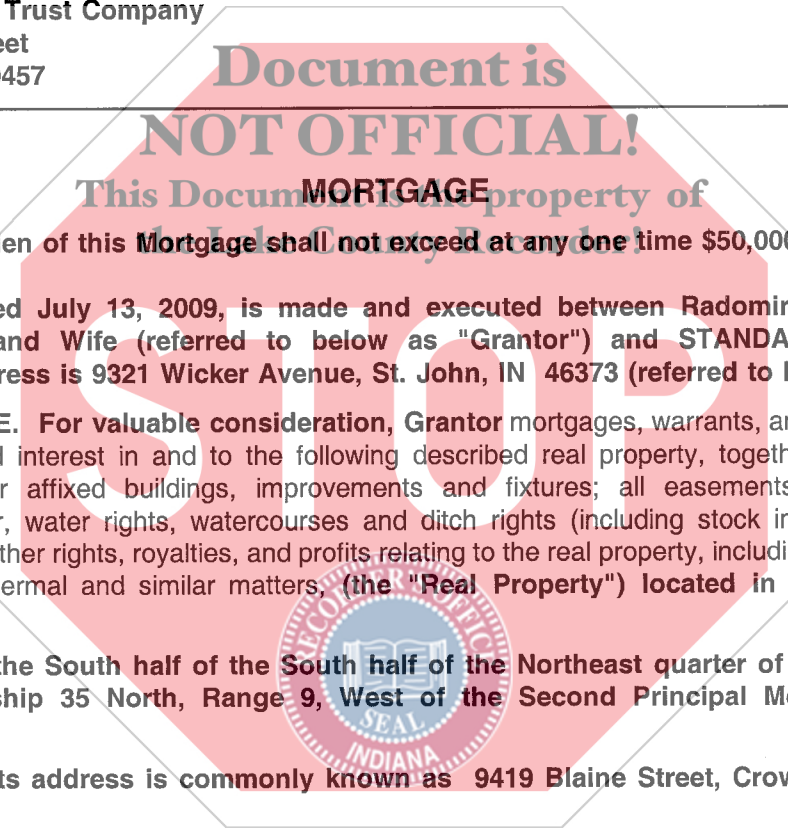 Trust Company
eet
0457
Document is
NOT OFFICIAL!
MORTGAGE
This Document is the property of
the Lake County Recorder!
en of this Mortgage shall not exceed at any one time $50,000
ed July 13, 2009, is made and executed between Radomir
and Wife (referred to below as "Grantor") and STANDA
ress is 9321 Wicker Avenue, St. John, IN 46373 (referred to
E. For valuable consideration, Grantor mortgages, warrants, an
d interest in and to the following described real property, togeth
r affixed buildings, improvements and fixtures; all easements
r, water rights, watercourses and ditch rights (including stock in
ther rights, royalties, and profits relating to the real property, includi
ermal and similar matters, (the "Real Property") located in
the South half of the South half of the Northeast quarter of
ship 35 North, Range 9, West of the Second Principal Me
ts address is commonly known as 9419 Blaine Street, Crow
STOP
RECORDER'S OFFICE
SEAL
INDIANA